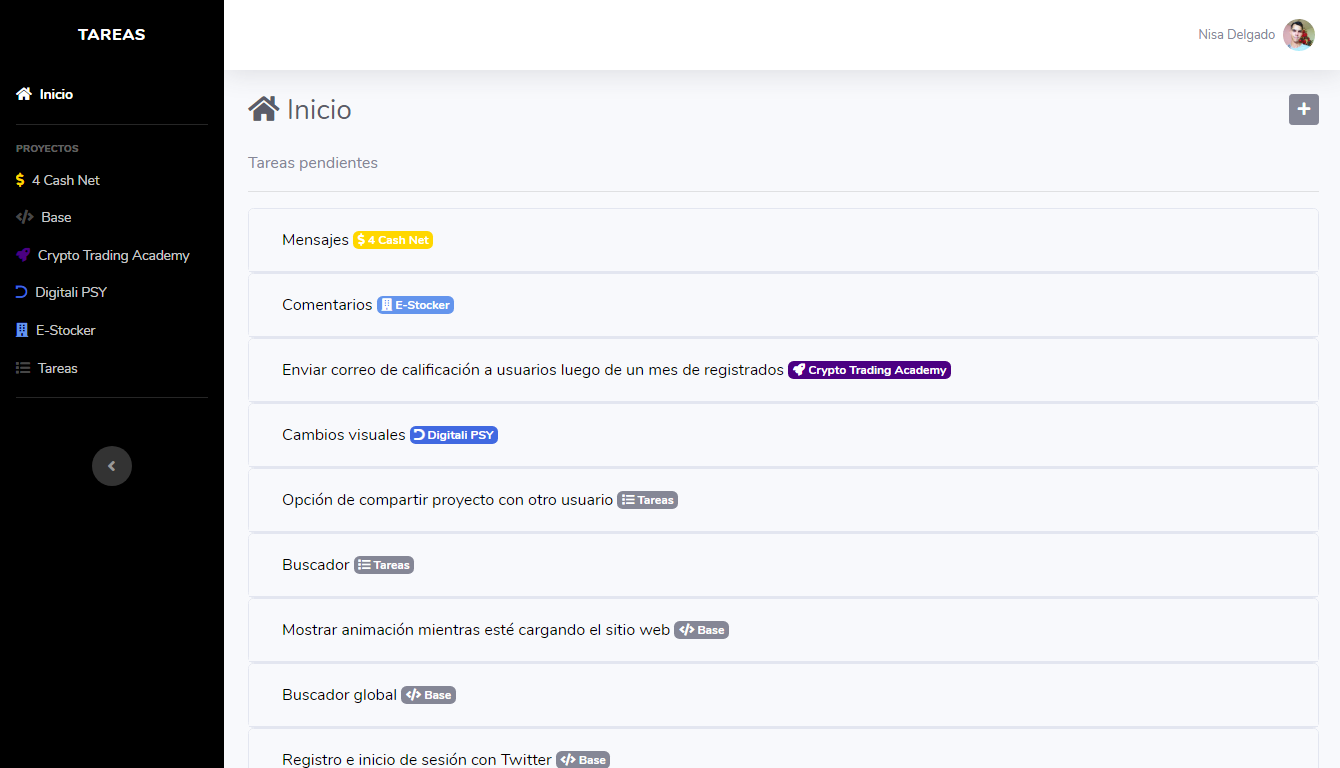 TAREAS
Nisa Delgado
Inicio
PROYECTOS
4 Cash Net
Base
Crypto Trading Academy
Digitali PSY
E-Stocker
Tareas
Inicio
Tareas pendientes
Mensajes 4 Cash Net
Comentarios E-Stocker
Enviar correo de calificación a usuarios luego de un mes de registrados Crypto Trading Academy
Cambios visuales Digitali PSY
Opción de compartir proyecto con otro usuario Tareas
Buscador Tareas
Mostrar animación mientras esté cargando el sitio web Base
Buscador global Base
Registro e inicio de sesión con Twitter Base